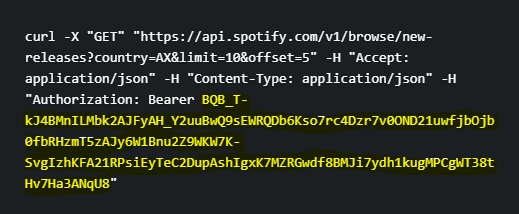 curl -X "GET" "https://api.spotify.com/v1/browse/new-
releases?country=AX&limit=10&offset=5" -H "Accept:
application/json" -H "Content-Type: application/json" -H
"Authorization: Bearer BQB_T-
kJ4BMnILMbk2AJFyAH_Y2uuBwQ9sEWRQDb6Kso7rc4Dzr7v0OND21uwfjbOjb
0fbRHzmT5zAJy6W1Bnu2Z9WKW7K-
SvgIzhKFA21RPsiEyTeC2DupAshIgxK7MZRGwdf8BMJi7ydh1kugMPCgWT38t
Hv7Ha3ANqU8"